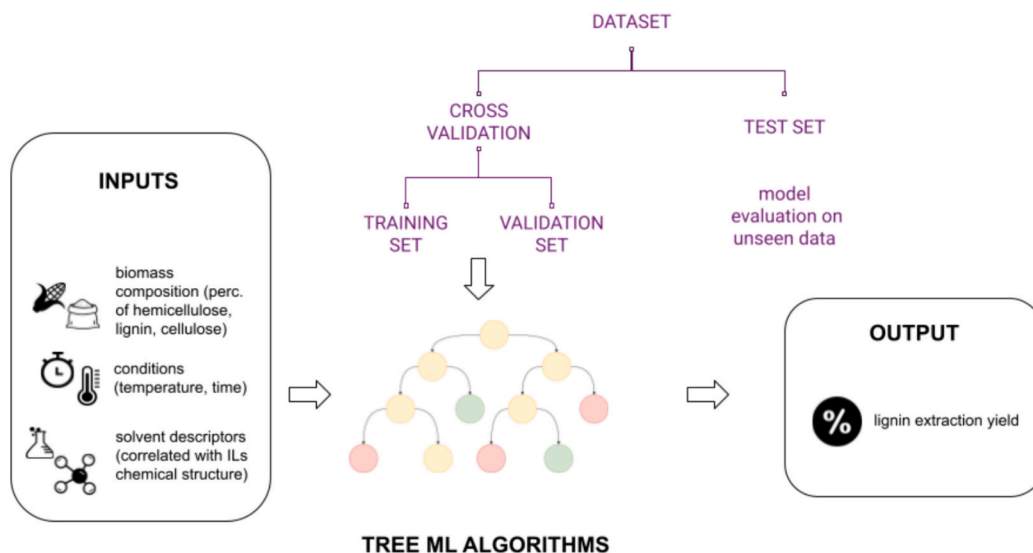 DATASET
CROSS
VALIDATION
TEST SET
TRAINING
SET
VALIDATION
SET
model
evaluation on
unseen data
INPUTS
biomass
composition (perc.
of hemicellulose,
lignin, cellulose)
conditions
(temperature, time)
solvent descriptors
(correlated with ILs
chemical structure)
OUTPUT
%
lignin extraction yield
TREE ML ALGORITHMS